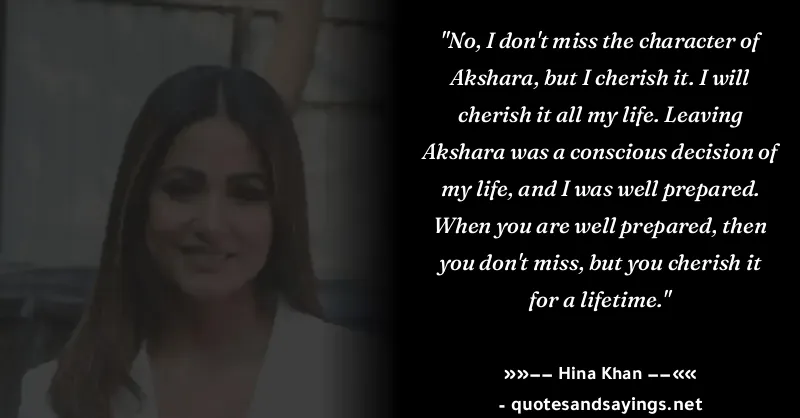 "No, I don't miss the character of
Akshara, but I cherish it. I will
cherish it all my life. Leaving
Akshara was a conscious decision of
my life, and I was well prepared.
When you are well prepared, then
you don't miss, but you cherish it
for a lifetime."
»»−− Hina Khan −−««
- quotesandsayings.net